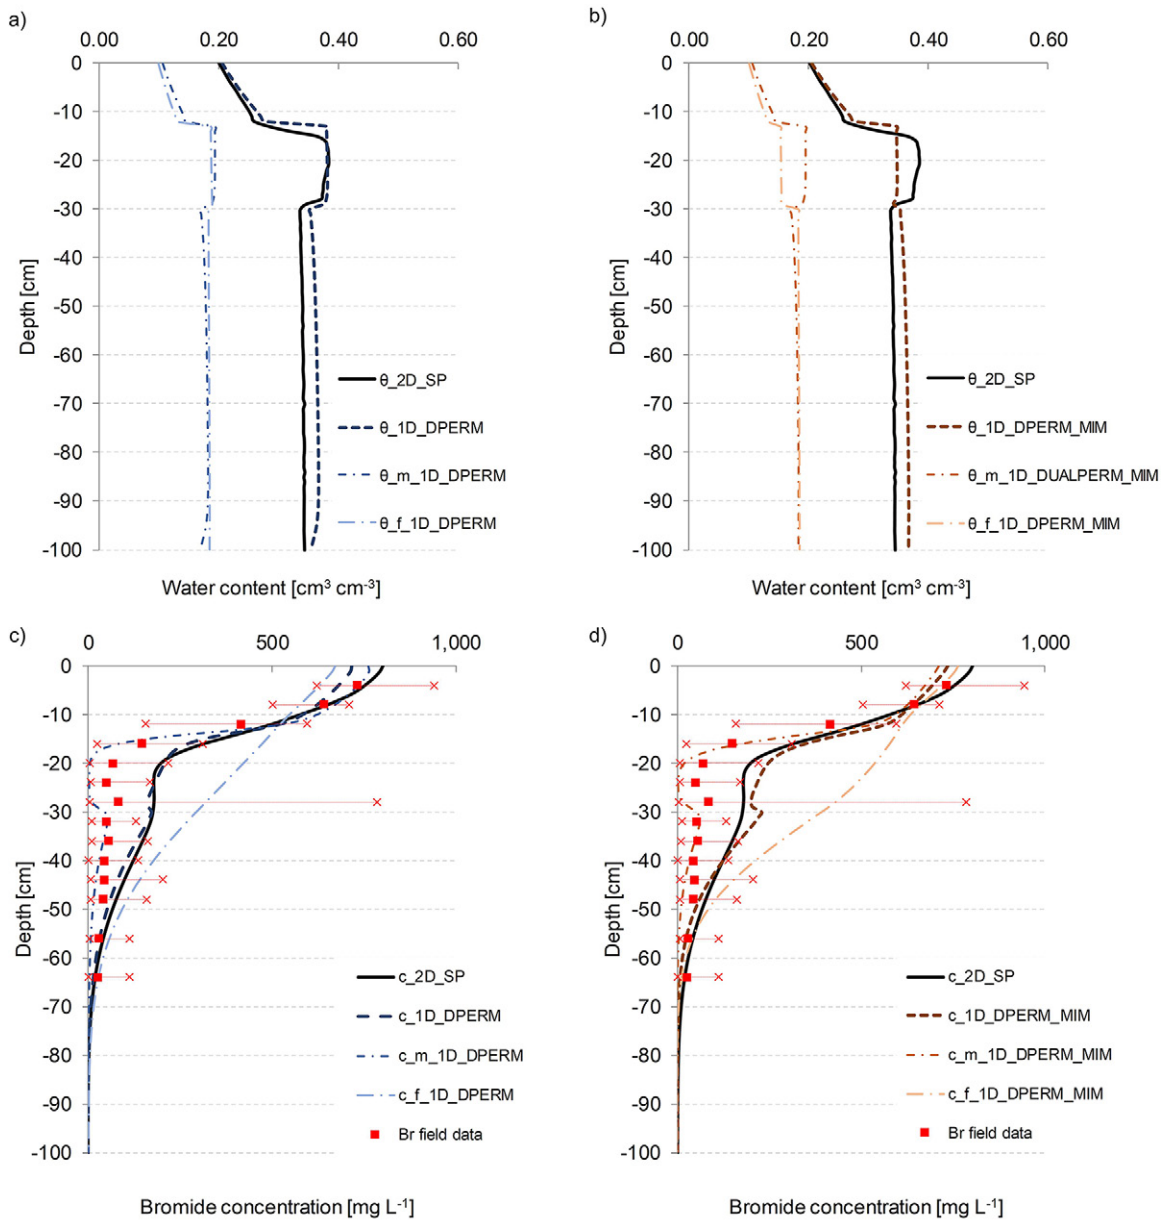 a)
0.00 0.20 0.40 0.60
0
-10
-20
-30
-40
-50
-60
-70
-80
-90
-100
Depth [cm]
θ_2D_SP
θ_1D_DPERM
θ_m_1D_DPERM
θ_f_1D_DPERM
Water content [cm³ cm⁻³]
b)
0.00 0.20 0.40 0.60
0
-10
-20
-30
-40
-50
-60
-70
-80
-90
-100
Depth [cm]
θ_2D_SP
θ_1D_DPERM_MIM
θ_m_1D_DUALPERM_MIM
θ_f_1D_DPERM_MIM
Water content [cm³ cm⁻³]
c)
0 500 1,000
0
-10
-20
-30
-40
-50
-60
-70
-80
-90
-100
Depth [cm]
c_2D_SP
c_1D_DPERM
c_m_1D_DPERM
c_f_1D_DPERM
Br field data
Bromide concentration [mg L⁻¹]
d)
0 500 1,000
0
-10
-20
-30
-40
-50
-60
-70
-80
-90
-100
Depth [cm]
c_2D_SP
c_1D_DPERM_MIM
c_m_1D_DPERM_MIM
c_f_1D_DPERM_MIM
Br field data
Bromide concentration [mg L⁻¹]